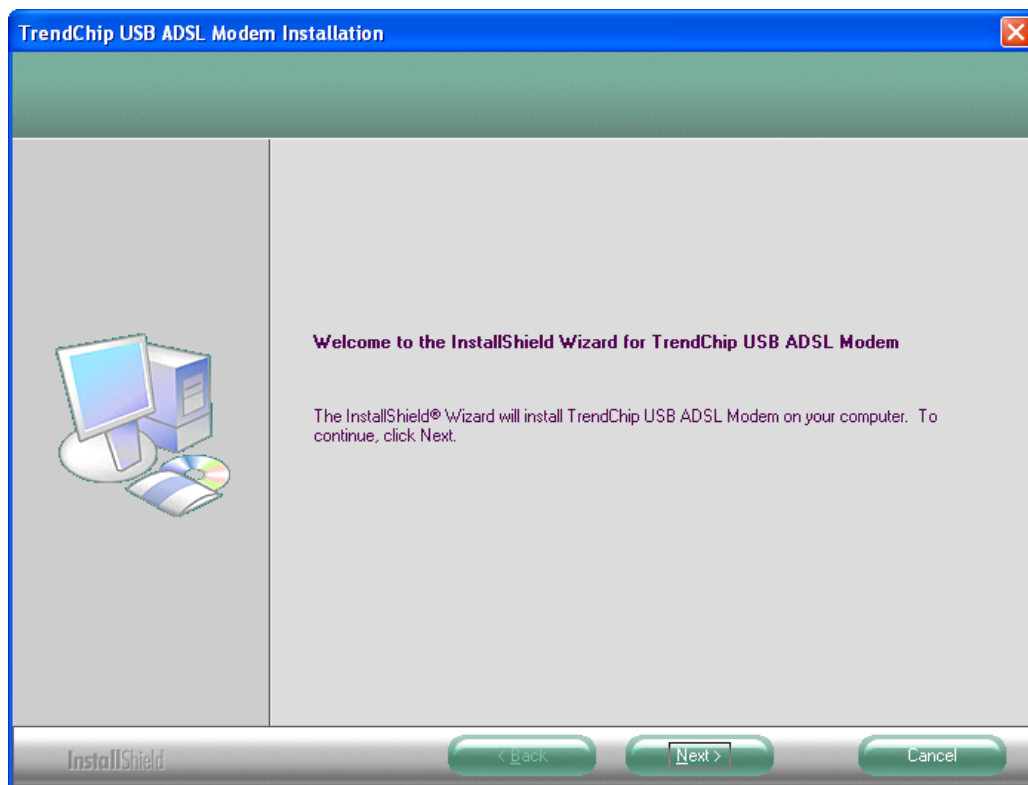 TrendChip USB ADSL Modem Installation
Welcome to the InstallShield Wizard for TrendChip USB ADSL Modem
The InstallShield® Wizard will install TrendChip USB ADSL Modem on your computer. To
continue, click Next.
InstallShield
< Back
Next >
Cancel